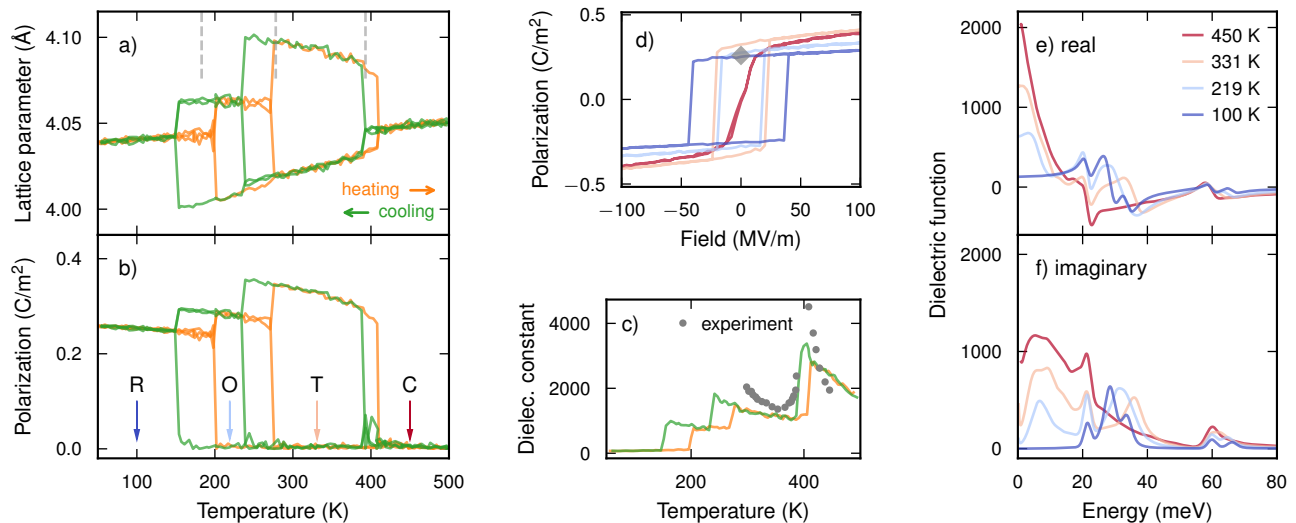 a)
Lattice parameter (Å)
4.10
4.05
4.00
heating
cooling
b)
Polarization (C/m²)
0.4
0.2
0.0
R
O
T
C
100
200
300
400
500
Temperature (K)
d)
Polarization (C/m²)
0.5
0.0
−0.5
−100
−50
0
50
100
Field (MV/m)
c)
experiment
Dielec. constant
4000
2000
0
200
400
Temperature (K)
e) real
450 K
331 K
219 K
100 K
Dielectric function
2000
1000
0
f) imaginary
2000
1000
0
0
20
40
60
80
Energy (meV)